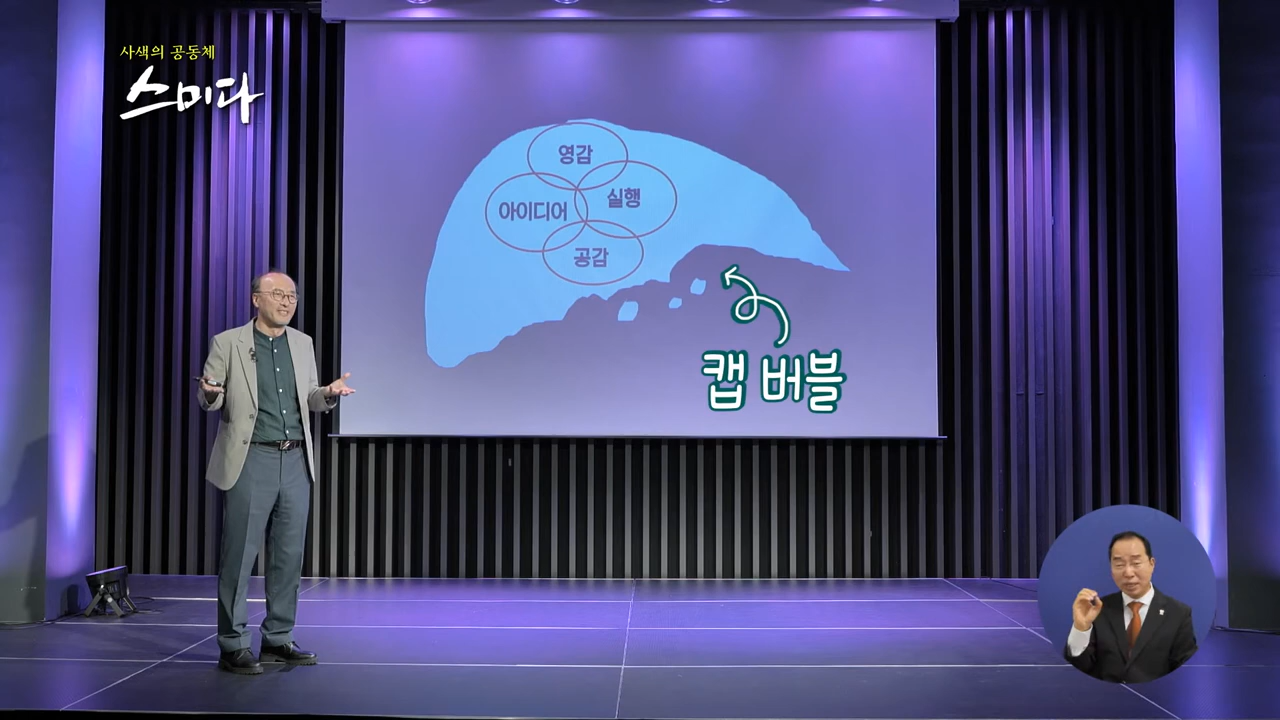 사색의 공동체
스미다
영감
실행
아이디어
공감
캡 버블